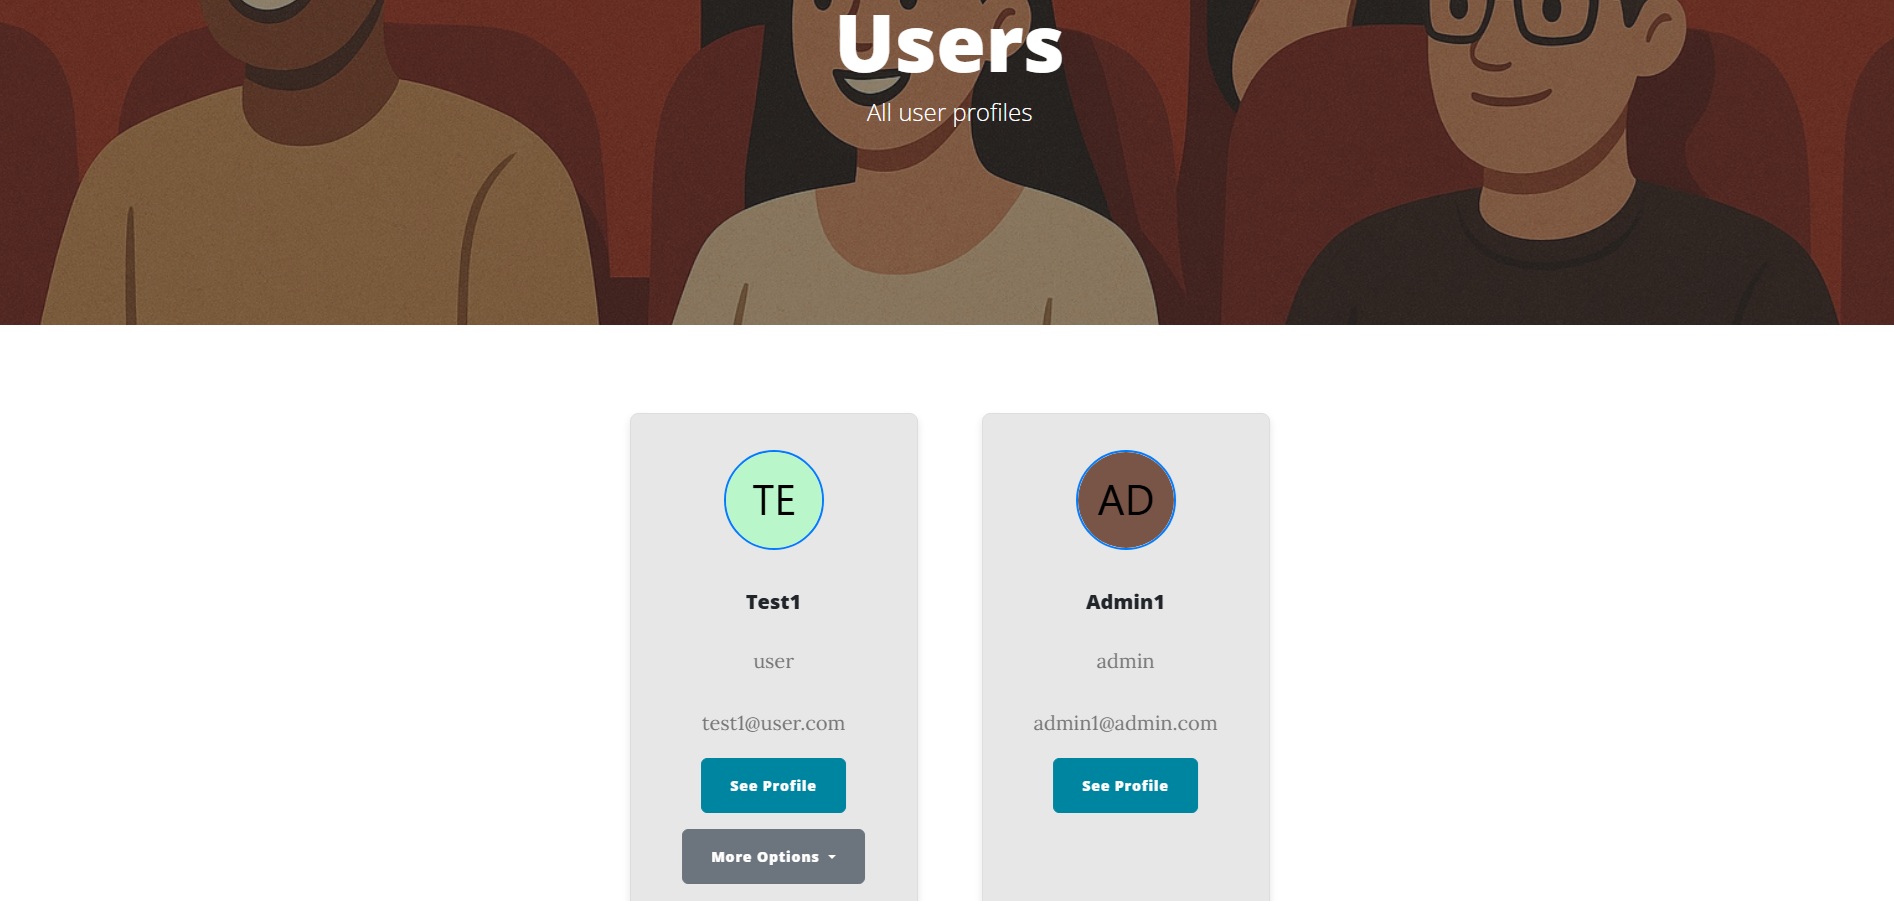 Users
All user profiles
TE
AD
Test1
Admin1
user
admin
test1@user.com
admin1@admin.com
See Profile
See Profile
More Options